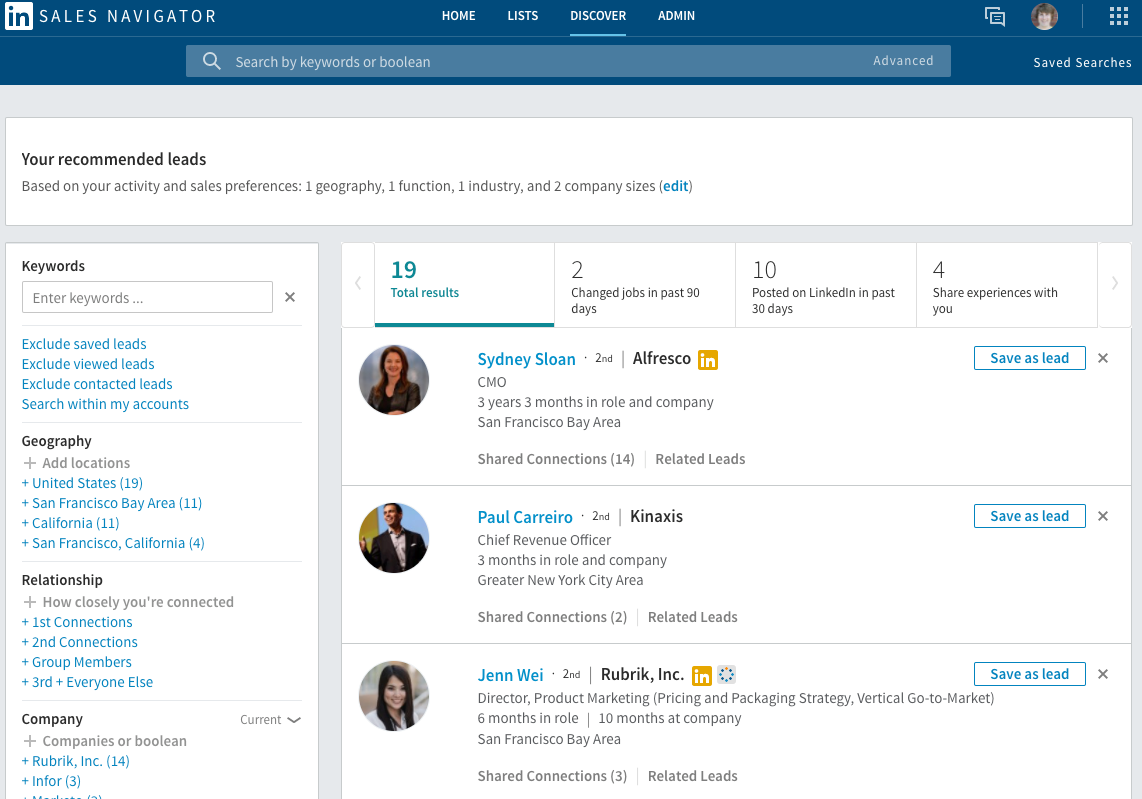 in SALES NAVIGATOR
HOME LISTS DISCOVER ADMIN
Search by keywords or boolean
Advanced
Saved Searches
Your recommended leads
Based on your activity and sales preferences: 1 geography, 1 function, 1 industry, and 2 company sizes (edit)
Keywords
Enter keywords ...
Exclude saved leads
Exclude viewed leads
Exclude contacted leads
Search within my accounts
Geography
+ Add locations
+ United States (19)
+ San Francisco Bay Area (11)
+ California (11)
+ San Francisco, California (4)
Relationship
+ How closely you're connected
+ 1st Connections
+ 2nd Connections
+ Group Members
+ 3rd + Everyone Else
Company
Current
+ Companies or boolean
+ Rubrik, Inc. (14)
+ Infor (3)
19
Total results
2
Changed jobs in past 90
days
10
Posted on LinkedIn in past
30 days
4
Share experiences with
you
Sydney Sloan · 2nd | Alfresco in
Save as lead
CMO
3 years 3 months in role and company
San Francisco Bay Area
Shared Connections (14) | Related Leads
Paul Carreiro · 2nd | Kinaxis
Save as lead
Chief Revenue Officer
3 months in role and company
Greater New York City Area
Shared Connections (2) | Related Leads
Jenn Wei · 2nd | Rubrik, Inc. in
Save as lead
Director, Product Marketing (Pricing and Packaging Strategy, Vertical Go-to-Market)
6 months in role | 10 months at company
San Francisco Bay Area
Shared Connections (3) | Related Leads